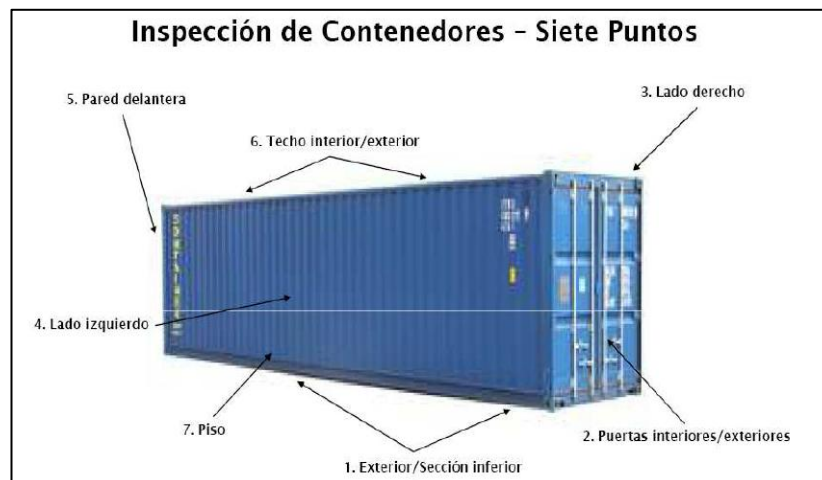 Inspección de Contenedores – Siete Puntos
3. Lado derecho
5. Pared delantera
6. Techo interior/exterior
4. Lado izquierdo
7. Piso
2. Puertas interiores/exteriores
1. Exterior/Sección inferior